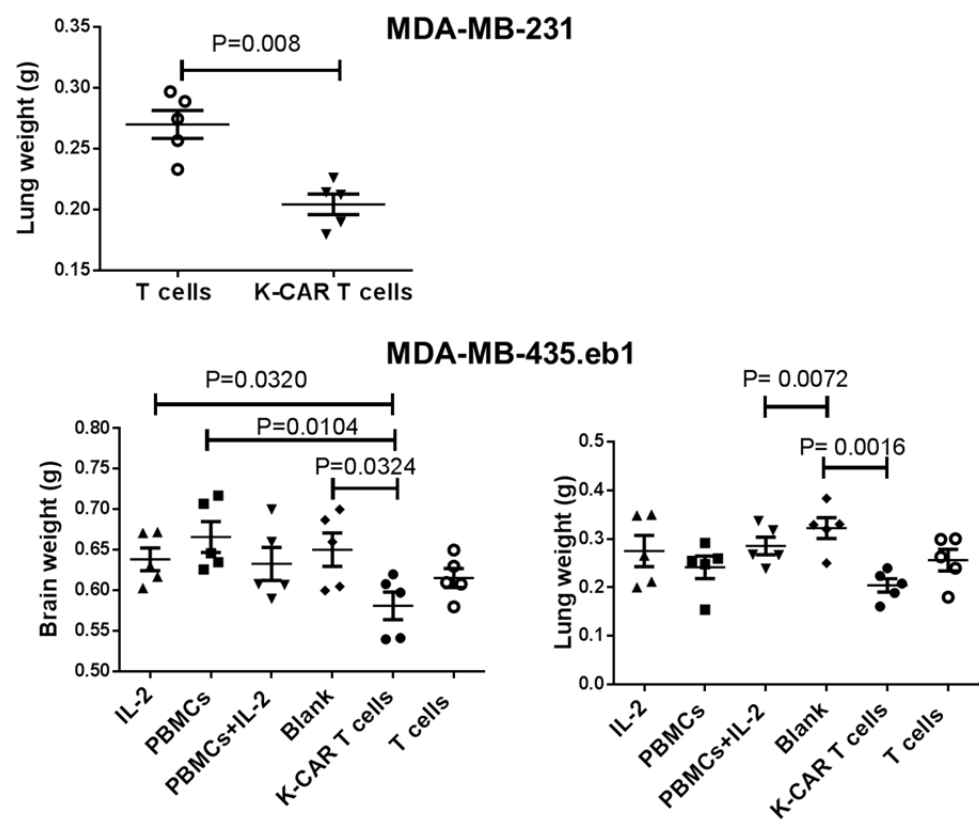 MDA-MB-231
P=0.008
Lung weight (g)
0.35
0.30
0.25
0.20
0.15
T cells
K-CAR T cells
MDA-MB-435.eb1
P=0.0320
P=0.0104
P=0.0324
Brain weight (g)
0.80
0.75
0.70
0.65
0.60
0.55
0.50
IL-2
PBMCs
PBMCs+IL-2
Blank
K-CAR T cells
T cells
P= 0.0072
P= 0.0016
Lung weight (g)
0.5
0.4
0.3
0.2
0.1
0.0
IL-2
PBMCs
PBMCs+IL-2
Blank
K-CAR T cells
T cells